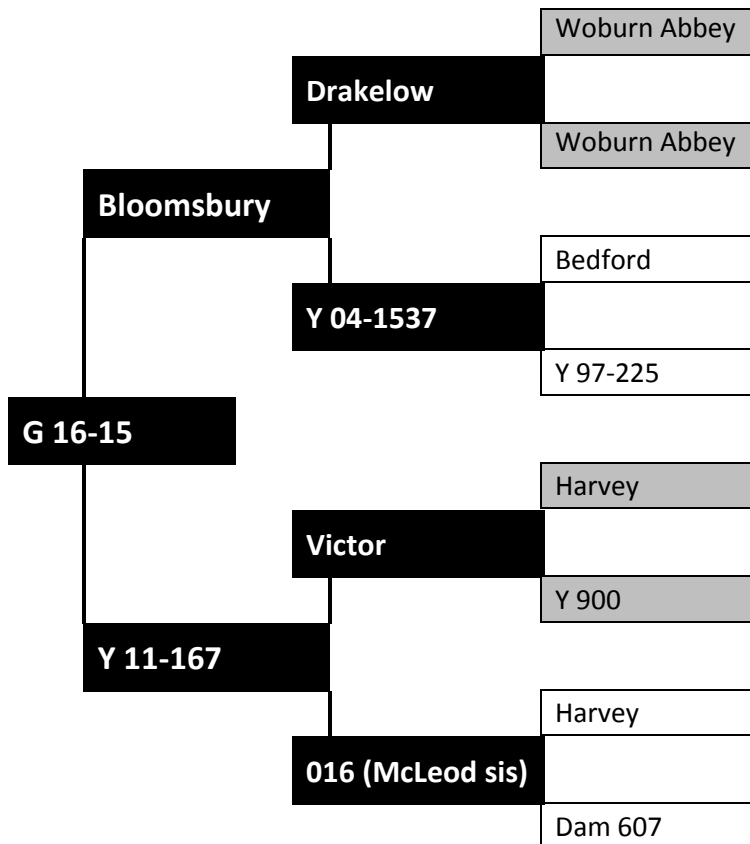 Woburn Abbey
Drakelow
Woburn Abbey
Bloomsbury
Bedford
Y 04-1537
Y 97-225
G 16-15
Harvey
Victor
Y 900
Y 11-167
Harvey
016 (McLeod sis)
Dam 607